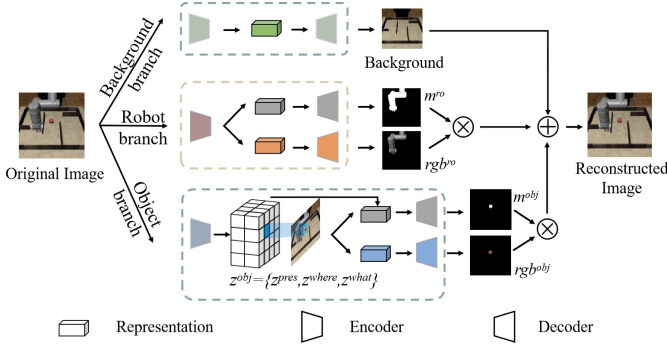 Original Image
Background
branch
Robot
branch
Object
branch
Background
m^ro
rgb^ro
m^obj
rgb^obj
z^obj={z^pres,z^where,z^what}
Reconstructed
Image
Representation
Encoder
Decoder